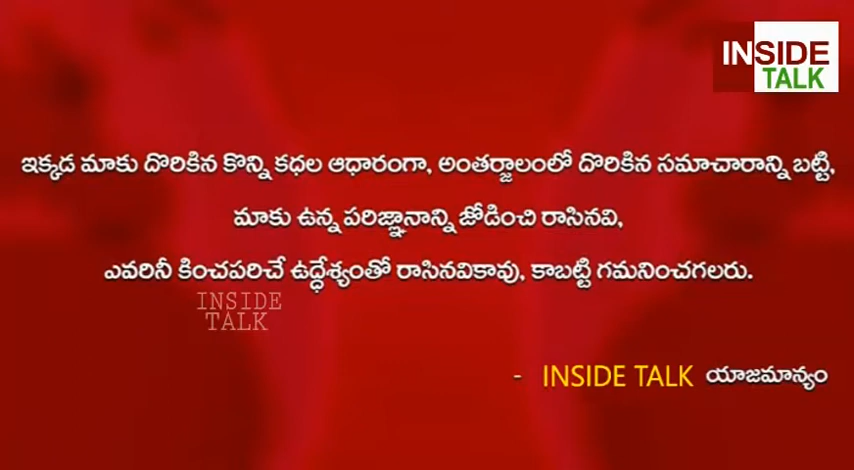 INSIDE
TALK
ఇక్కడ మాకు దొరికిన కొన్ని కధల ఆధారంగా, అంతర్జాలంలో దొరికిన సమాచారాన్ని బట్టి,
మాకు ఉన్న పరిజ్ఞానాన్ని జోడించి రాసినవి,
ఎవరినీ కించపరిచే ఉద్ధేశ్యంతో రాసినవికావు, కాబట్టి గమనించగలరు.
INSIDE
TALK
- INSIDE TALK యాజమాన్యం